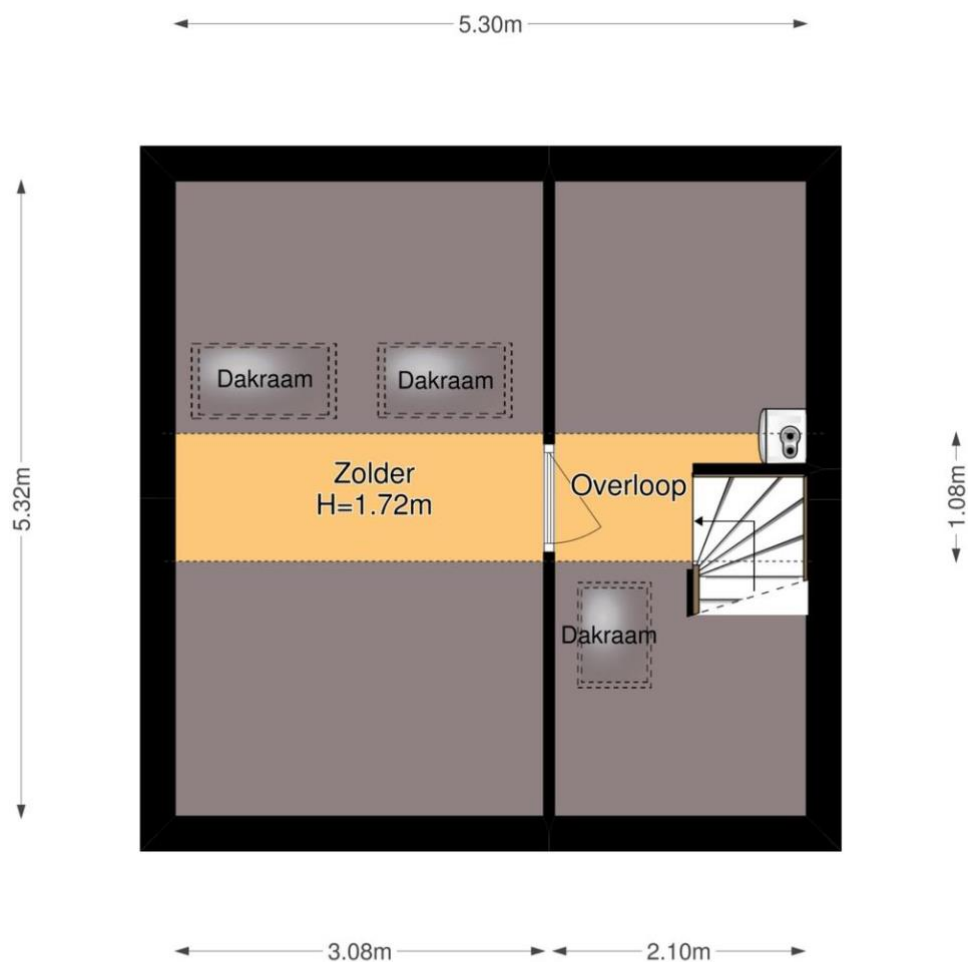 5.30m
Dakraam
Dakraam
Zolder
H=1.72m
Overloop
5.32m
1.08m
Dakraam
3.08m
2.10m